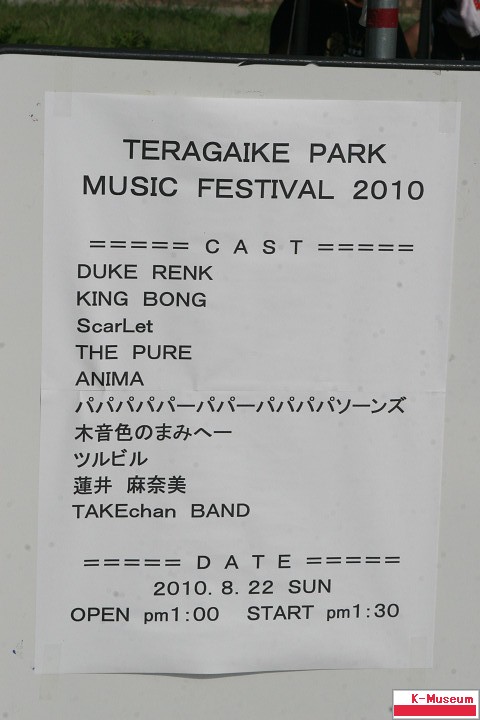 TERAGAIKE PARK
MUSIC FESTIVAL 2010
===== C A S T =====
DUKE RENK
KING BONG
ScarLet
THE PURE
ANIMA
パパパパパーパパーパパパパソーンズ
木音色のまみへー
ツルビル
蓮井 麻奈美
TAKEchan BAND
===== D A T E =====
2010. 8. 22 SUN
OPEN pm1:00 START pm1:30
K-Museum